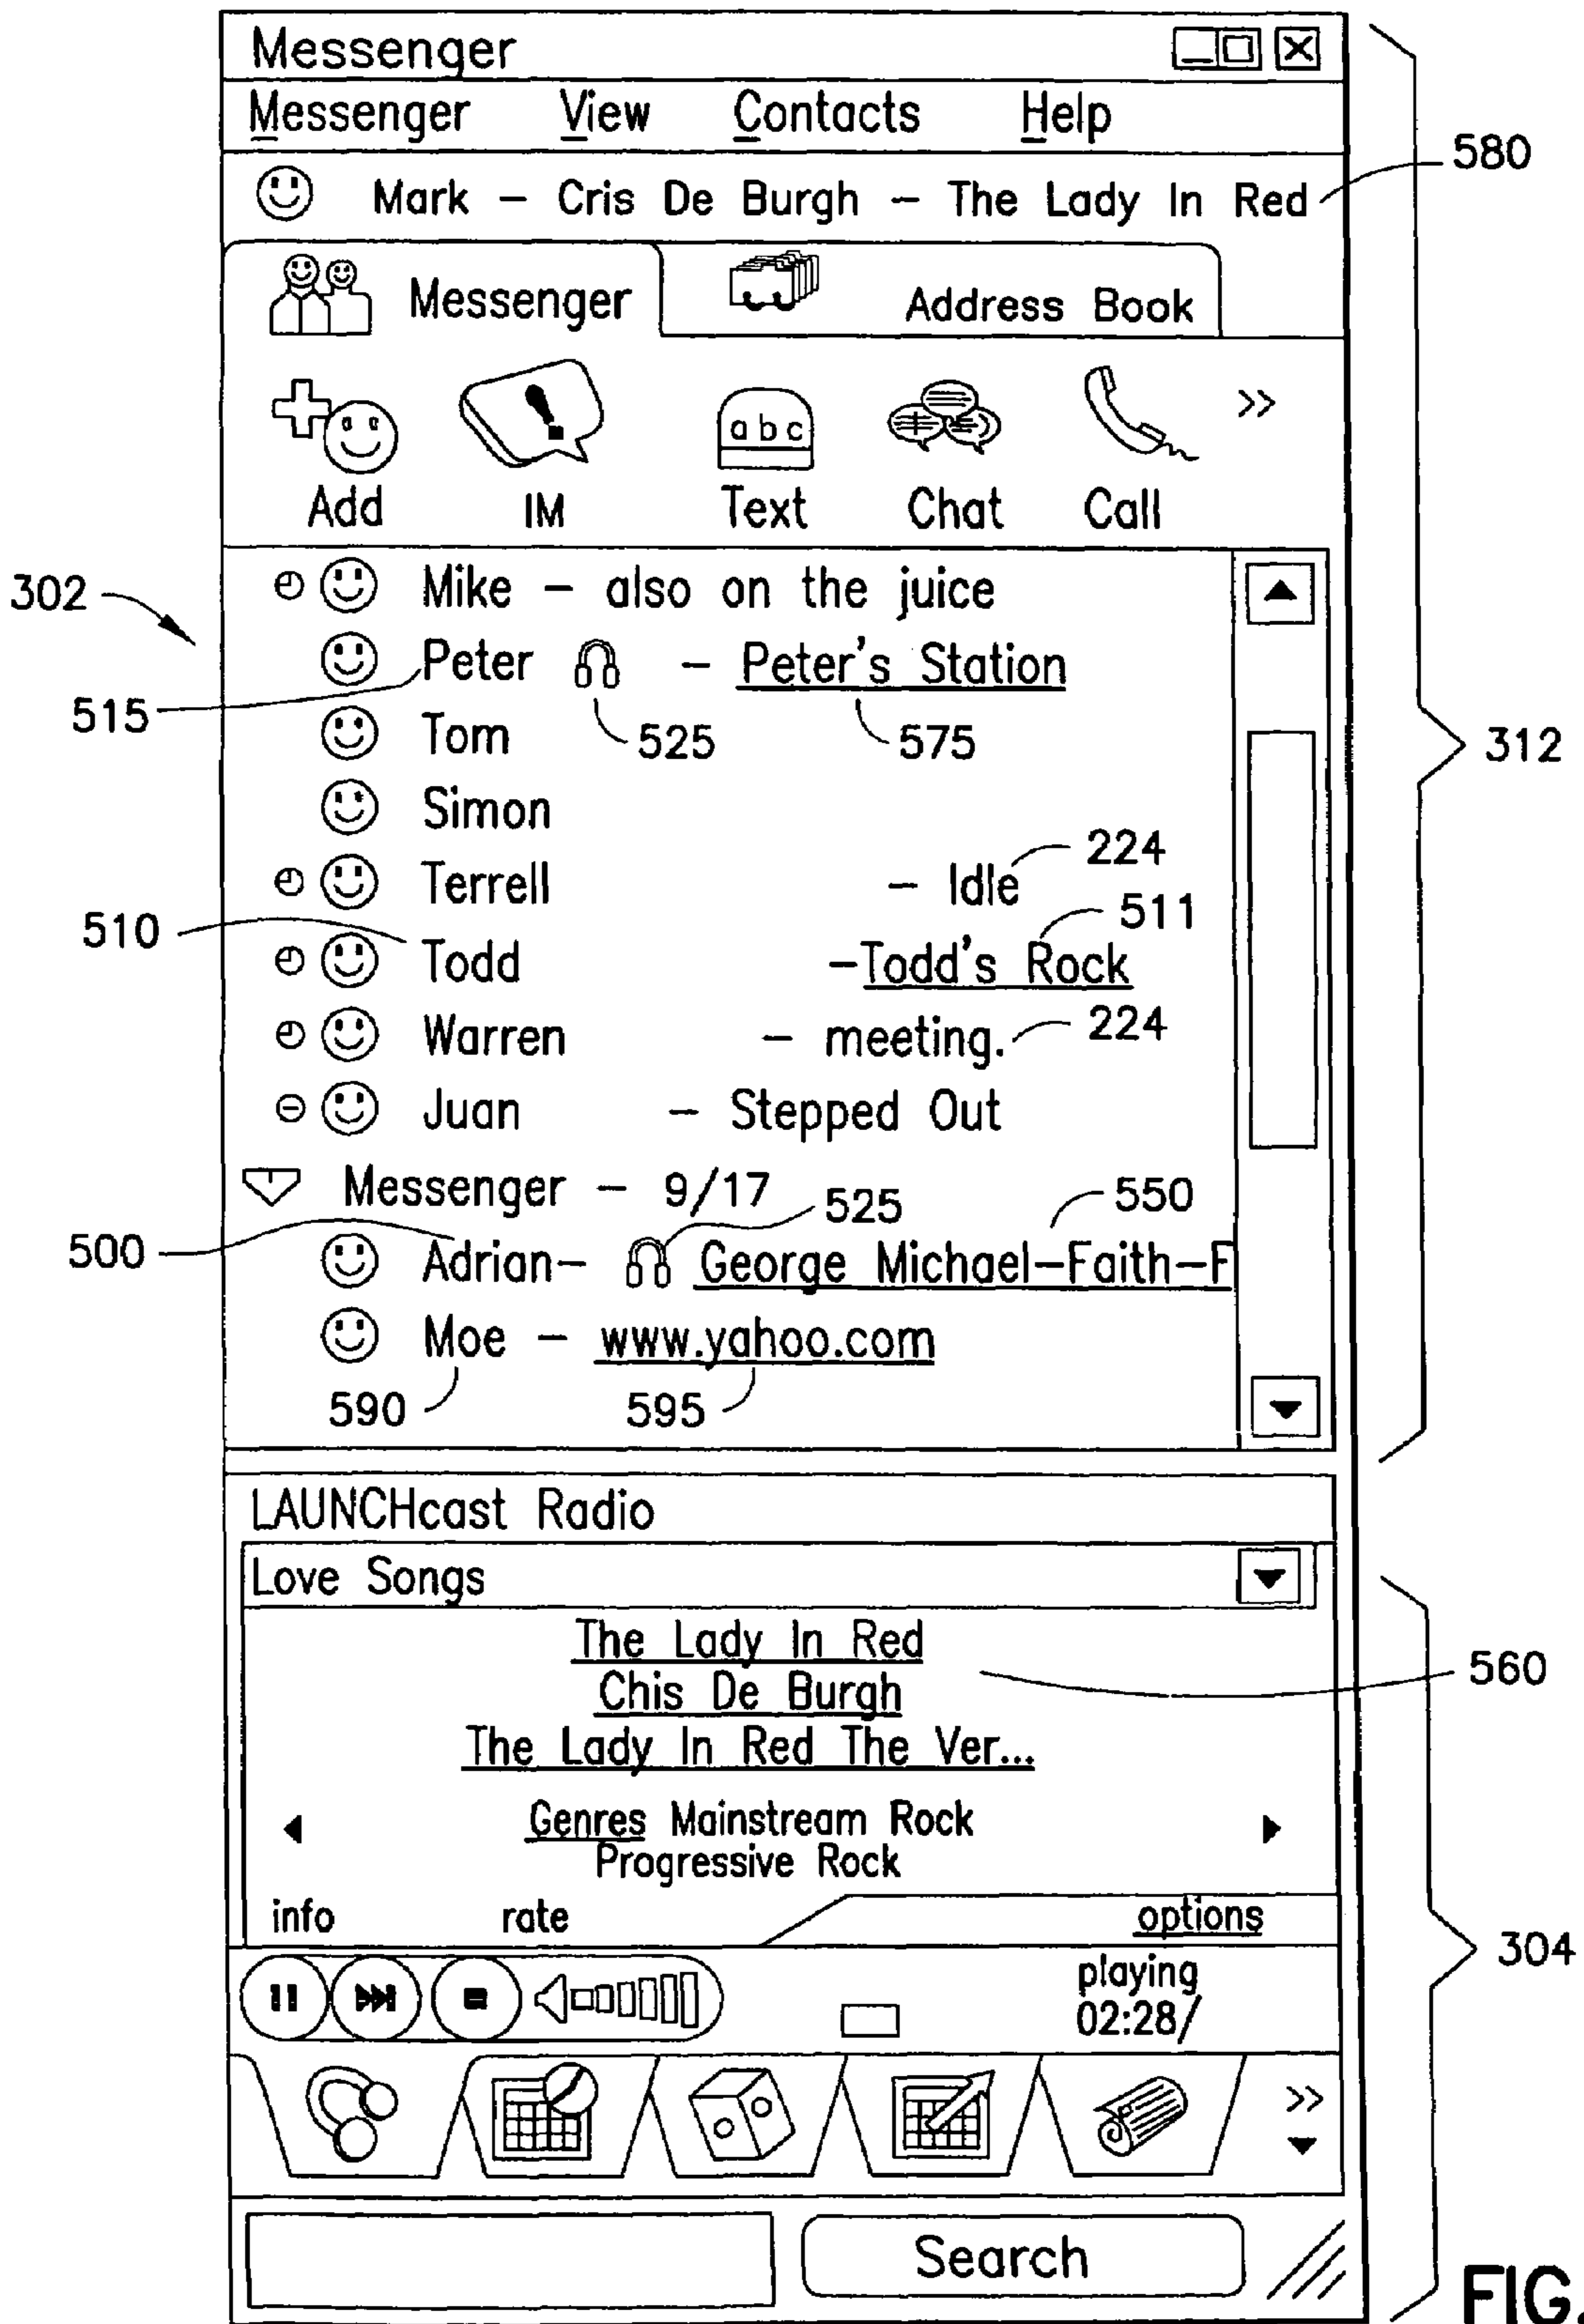 Messenger
Messenger View Contacts Help
580
Mark - Cris De Burgh - The Lady In Red
Messenger Address Book
abc
Add IM Text Chat Call
302
Mike - also on the juice
Peter - Peter's Station
515
525
575
312
Tom
Simon
224
Terrell - Idle
511
510
Todd -Todd's Rock
Warren - meeting.
224
Juan - Stepped Out
Messenger - 9/17
525
550
500
Adrian- George Michael-Faith-F
Moe - www.yahoo.com
590
595
LAUNCHcast Radio
Love Songs
The Lady In Red
560
Chis De Burgh
The Lady In Red The Ver...
Genres Mainstream Rock
Progressive Rock
info rate options
304
playing
02:28/
Search
FIG.